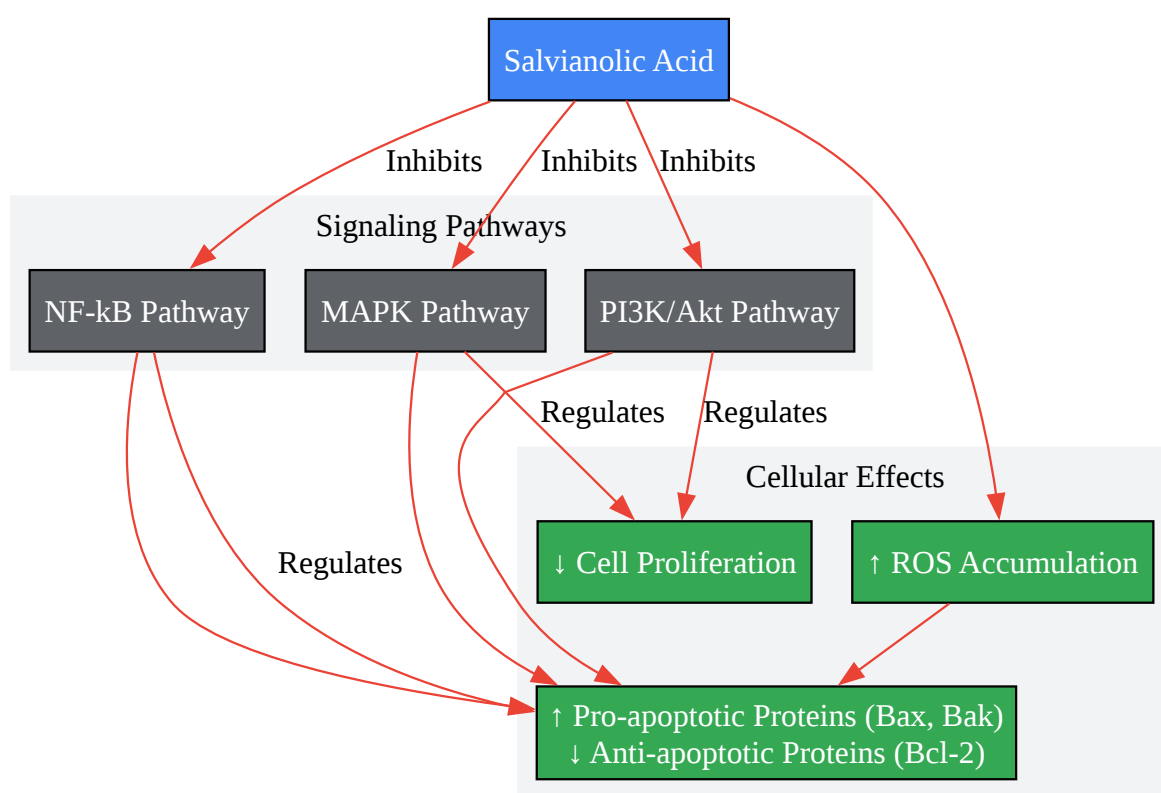 Salvianolic Acid
Inhibits
Inhibits
Inhibits
Signaling Pathways
NF-kB Pathway
MAPK Pathway
PI3K/Akt Pathway
Regulates
Regulates
Cellular Effects
↓ Cell Proliferation
↑ ROS Accumulation
Regulates
↑ Pro-apoptotic Proteins (Bax, Bak)
↓ Anti-apoptotic Proteins (Bcl-2)